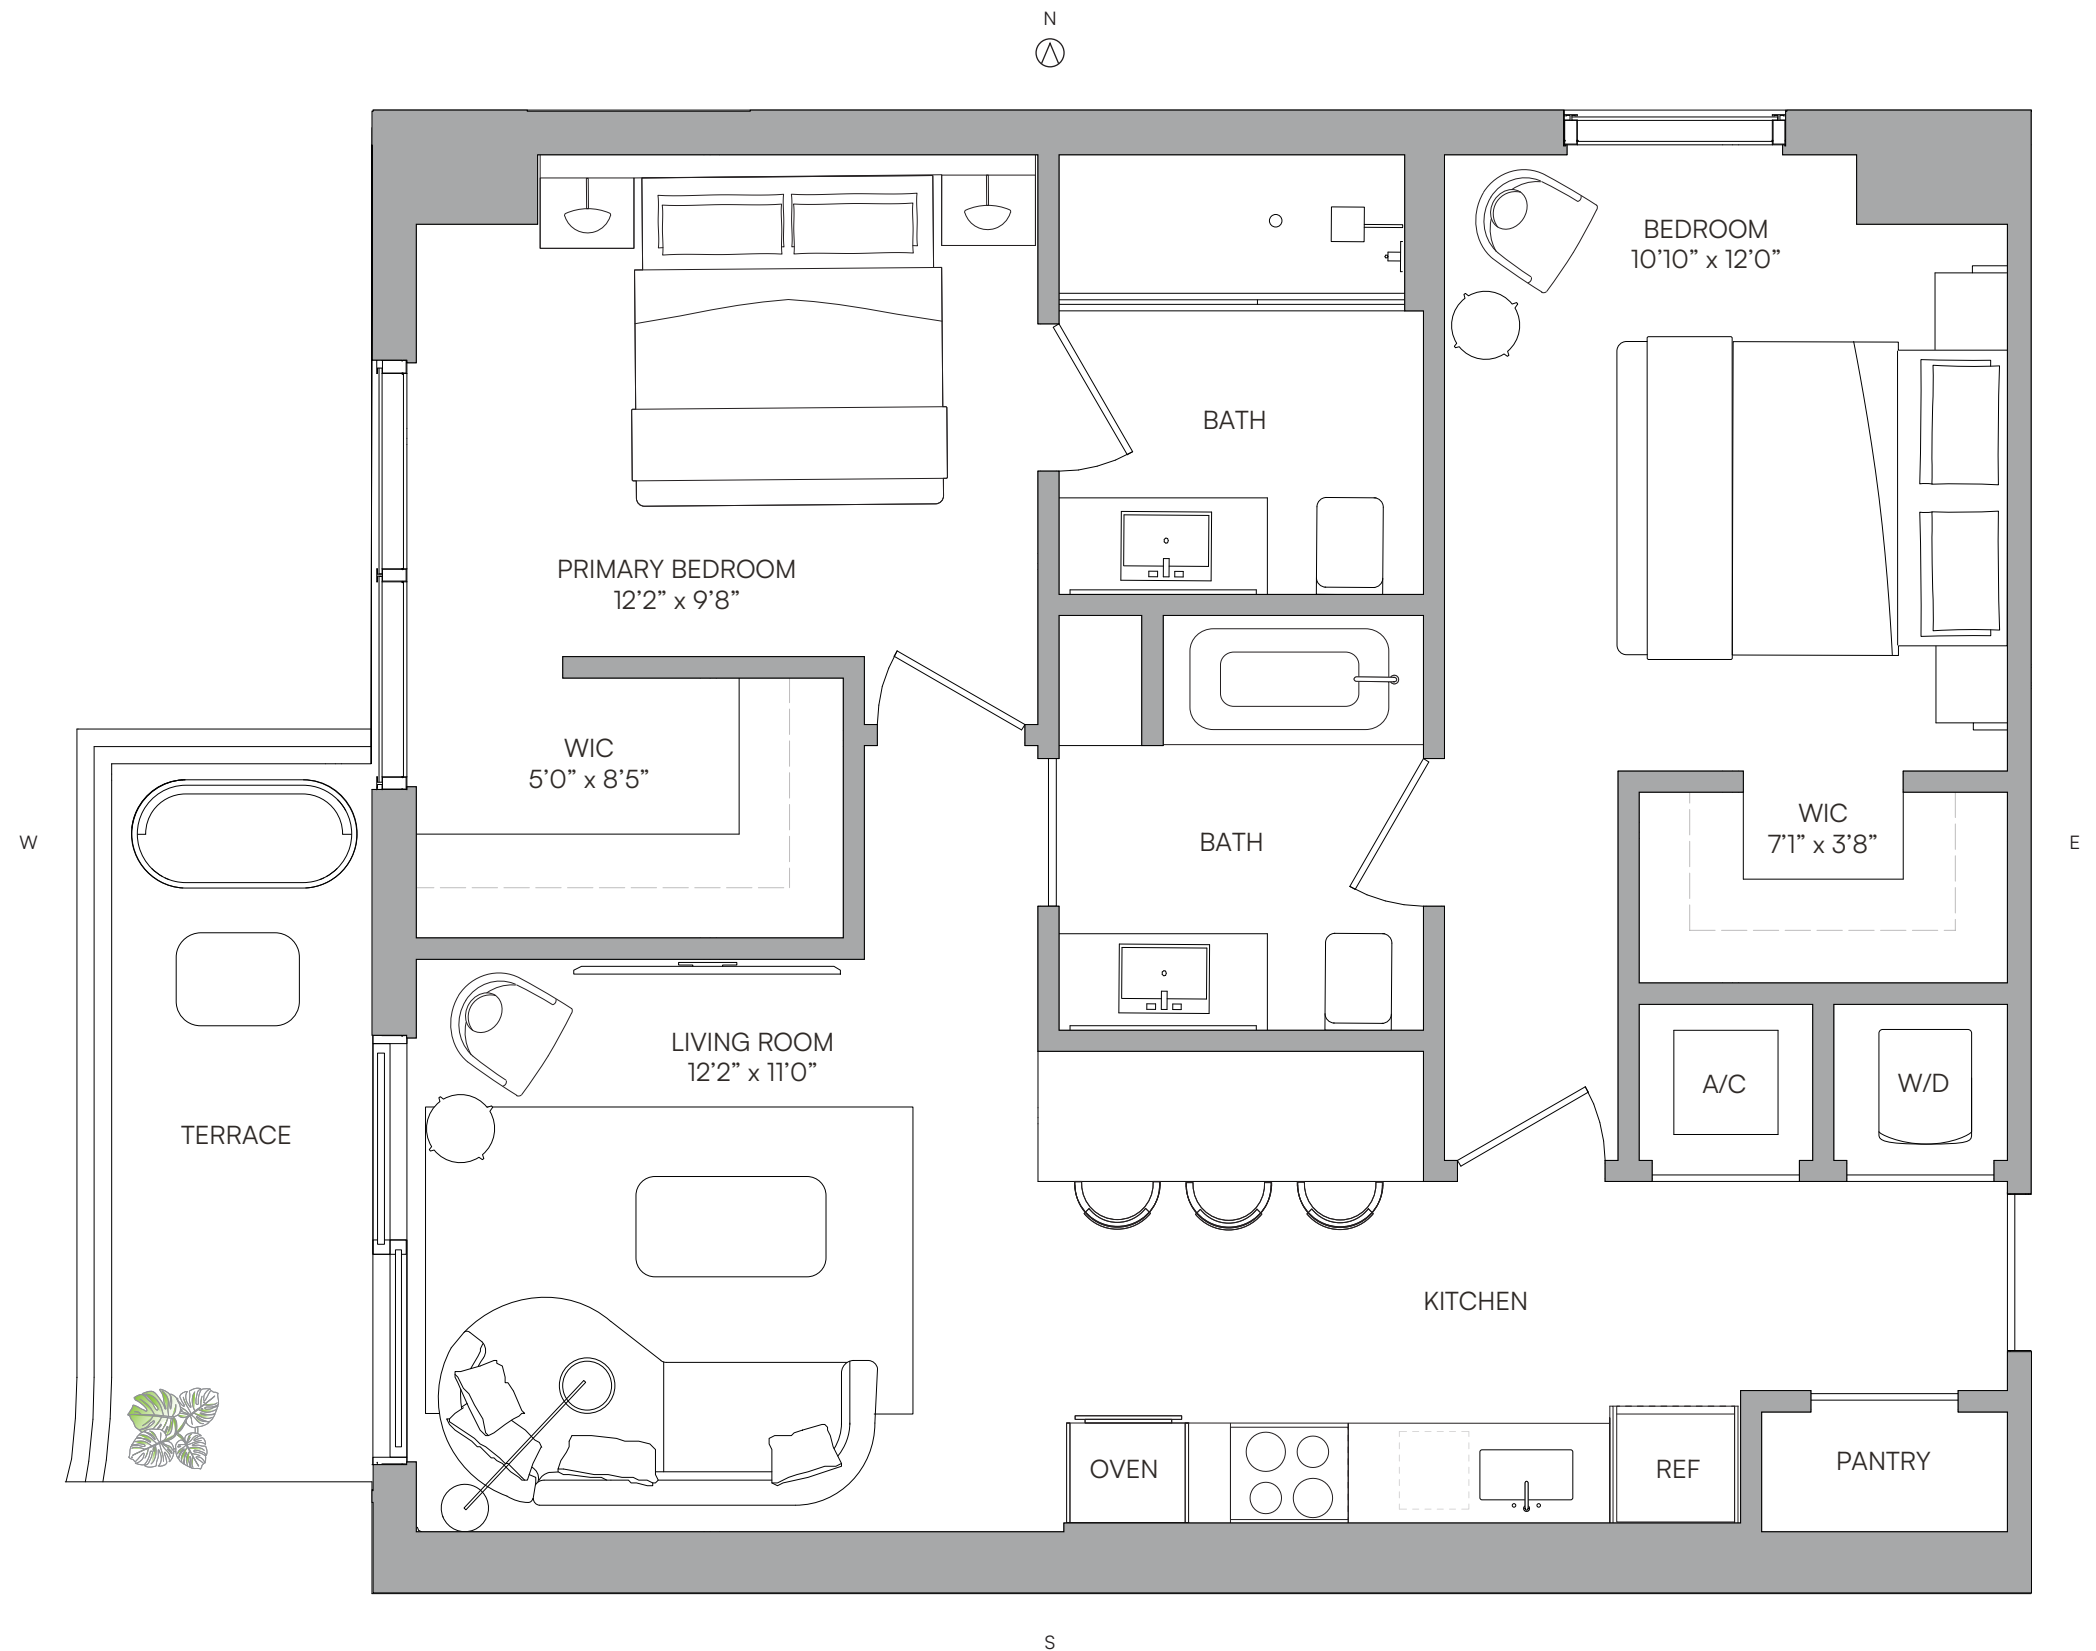 N
BEDROOM
10’10” x 12’0”
BATH
PRIMARY BEDROOM
12’2” x 9’8”
WIC
5’0” x 8’5”
WIC
7’1” x 3’8”
W
BATH
E
LIVING ROOM
12’2” x 11’0”
A/C
W/D
TERRACE
KITCHEN
OVEN
REF
PANTRY
S